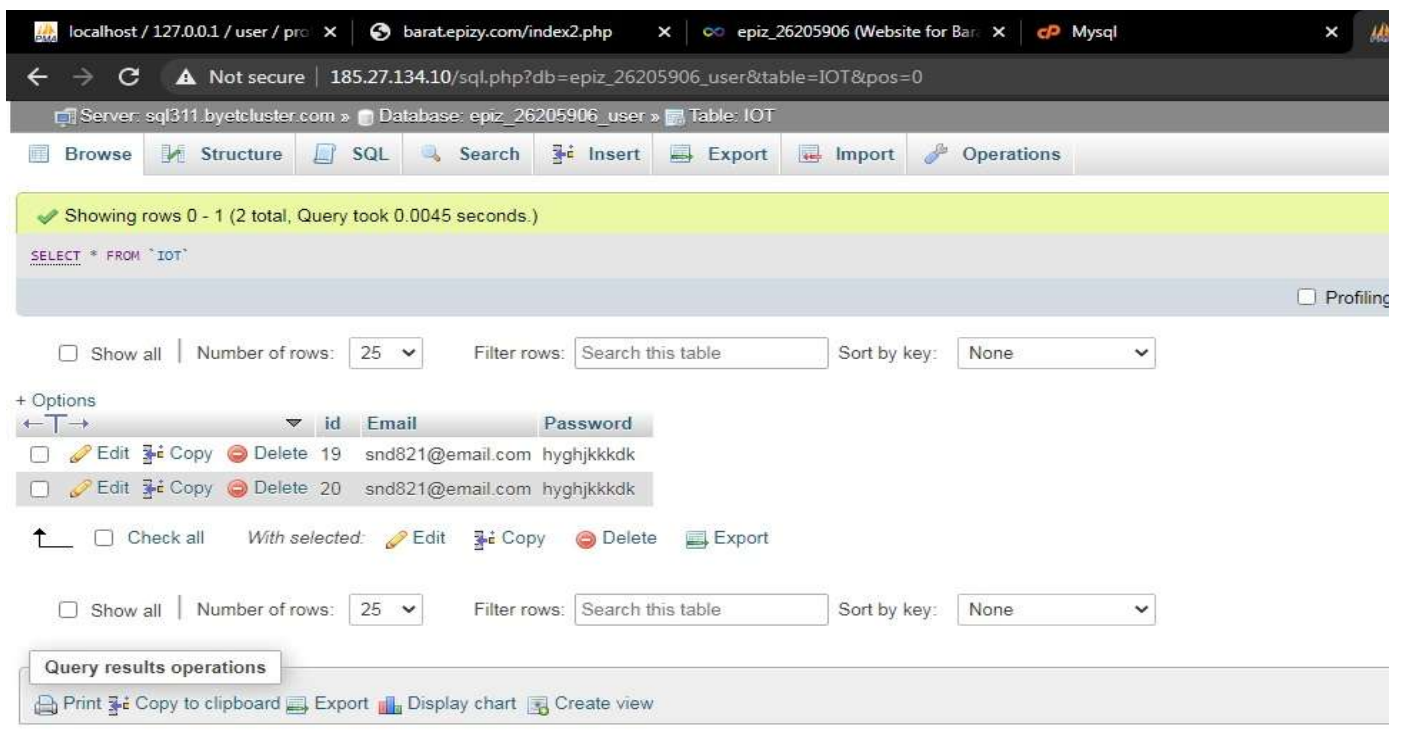 localhost / 127.0.0.1 / user / pro
barat.epizy.com/index2.php
epiz_26205906 (Website for Bar
cP Mysql
Not secure | 185.27.134.10/sql.php?db=epiz_26205906_user&table=IOT&pos=0
Server: sql311.byetcluster.com » Database: epiz_26205906_user » Table: IOT
Browse Structure SQL Search Insert Export Import Operations
Showing rows 0 - 1 (2 total, Query took 0.0045 seconds.)
SELECT * FROM `IOT`
Profiling
Show all | Number of rows: 25 Filter rows: Search this table Sort by key: None
+ Options
←T→ id Email Password
Edit Copy Delete 19 snd821@email.com hyghjkkkdk
Edit Copy Delete 20 snd821@email.com hyghjkkkdk
Check all With selected: Edit Copy Delete Export
Show all | Number of rows: 25 Filter rows: Search this table Sort by key: None
Query results operations
Print Copy to clipboard Export Display chart Create view